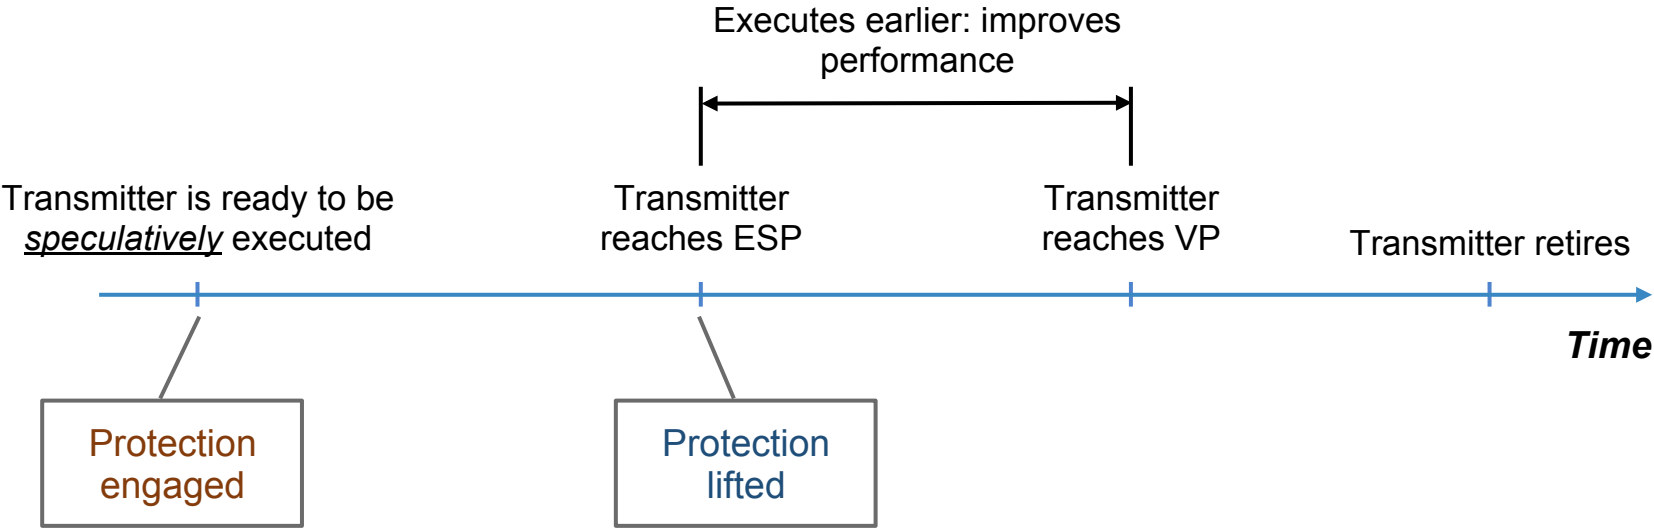 Executes earlier: improves
performance
Transmitter is ready to be
speculatively executed
Transmitter
reaches ESP
Transmitter
reaches VP
Transmitter retires
Time
Protection
engaged
Protection
lifted